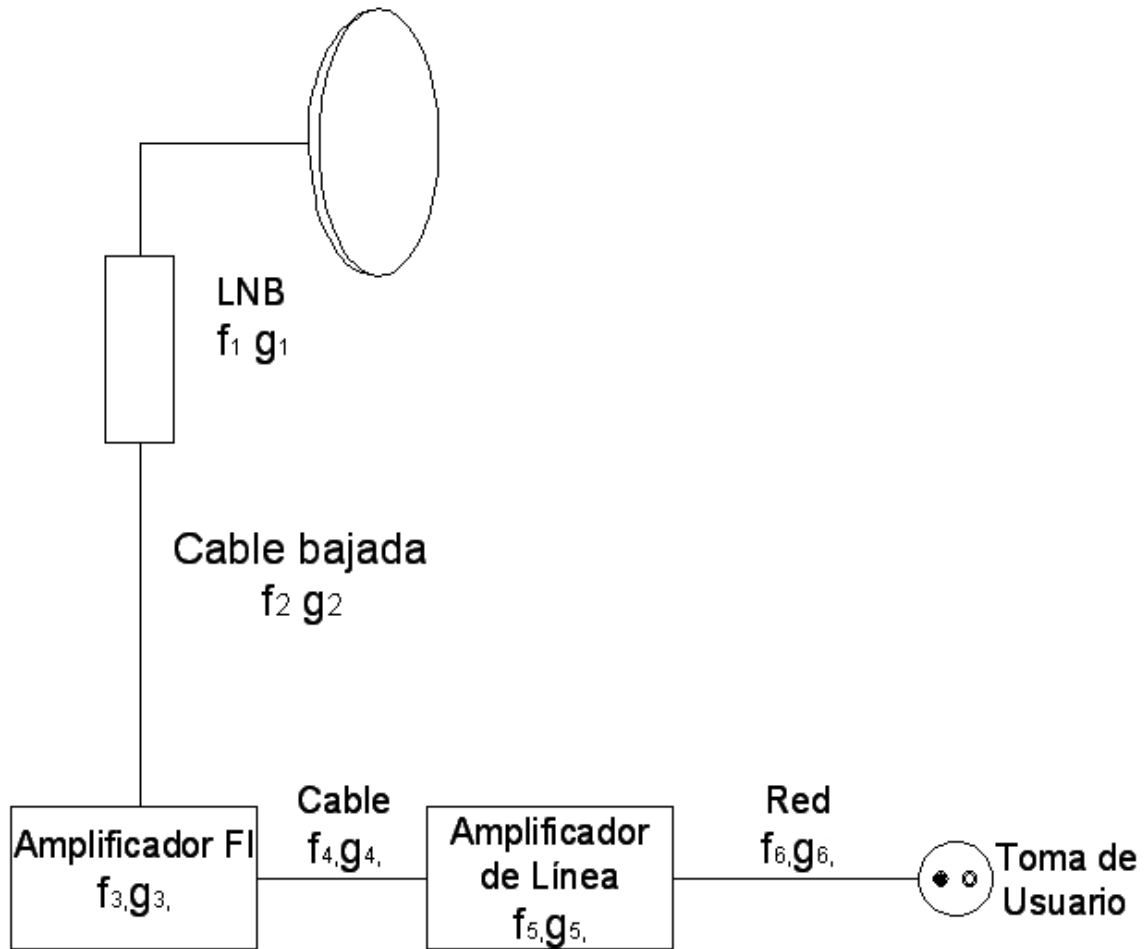 LNB
f1 g1
Cable bajada
f2 g2
Amplificador FI
f3,g3,
Cable
f4,g4,
Amplificador
de Línea
f5,g5,
Red
f6,g6,
Toma de
Usuario